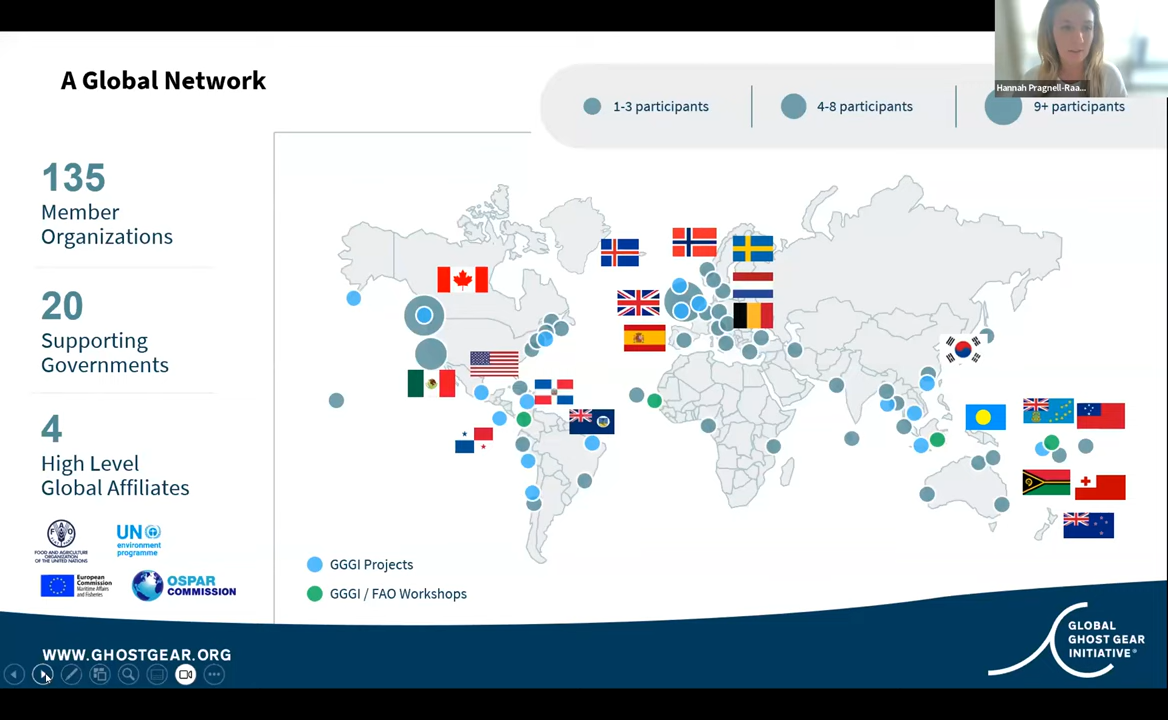 A Global Network
Hannah Pragnell-Raa...
1-3 participants
4-8 participants
9+ participants
135
Member
Organizations
20
Supporting
Governments
4
High Level
Global Affiliates
FAO
FOOD AND AGRICULTURE
ORGANIZATION
OF THE UNITED NATIONS
UN
environment
programme
European
Commission
Maritime Affairs
and Fisheries
OSPAR
COMMISSION
GGGI Projects
GGGI / FAO Workshops
WWW.GHOSTGEAR.ORG
GLOBAL
GHOST GEAR
INITIATIVE®